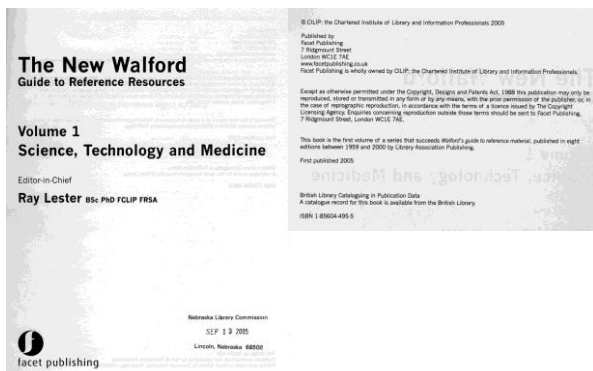 The New Walford
Guide to Reference Resources
Volume 1
Science, Technology and Medicine
Editor-in-Chief
Ray Lester BSc PhD FCLIP FRSA
Nebraska Library Commission
SEP 13 2005
Lincoln, Nebraska 68508
facet publishing
© CILIP: the Chartered Institute of Library and Information Professionals 2005
Published by
Facet Publishing
7 Ridgmount Street
London WC1E 7AE
www.facetpublishing.co.uk
Facet Publishing is wholly owned by CILIP: the Chartered Institute of Library and Information Professionals.
Except as otherwise permitted under the Copyright, Designs and Patents Act, 1988 this publication may only be
reproduced, stored or transmitted in any form or by any means, with the prior permission of the publisher, or, in
the case of reprographic reproduction, in accordance with the terms of a licence issued by The Copyright
Licensing Agency. Enquiries concerning reproduction outside those terms should be sent to Facet Publishing,
7 Ridgmount Street, London WC1E 7AE.
This book is the first volume of a series that succeeds Walford's guide to reference material, published in eight
editions between 1959 and 2000 by Library Association Publishing.
First published 2005
British Library Cataloguing in Publication Data
A catalogue record for this book is available from the British Library.
ISBN 1-85604-495-5